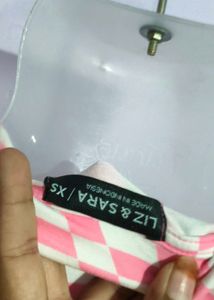 LIZ & SARA / XS
MADE IN INDONESIA